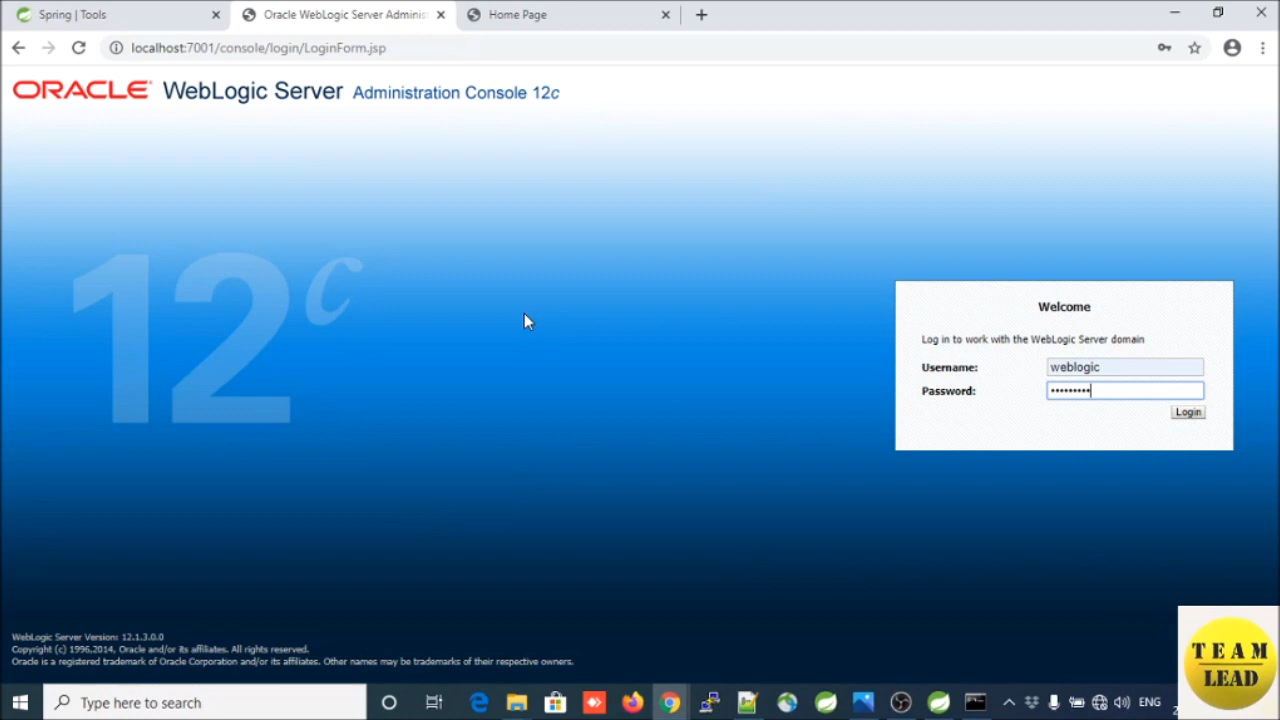 Spring | Tools
Oracle WebLogic Server Adminis
Home Page
localhost:7001/console/login/LoginForm.jsp
ORACLE WebLogic Server Administration Console 12c
12c
Welcome
Log in to work with the WebLogic Server domain
Username: weblogic
Password: •••••••••
Login
WebLogic Server Version: 12.1.3.0.0
Copyright (c) 1996,2014, Oracle and/or its affiliates. All rights reserved.
Oracle is a registered trademark of Oracle Corporation and/or its affiliates. Other names may be trademarks of their respective owners.
TEAM
LEAD
Type here to search
ENG